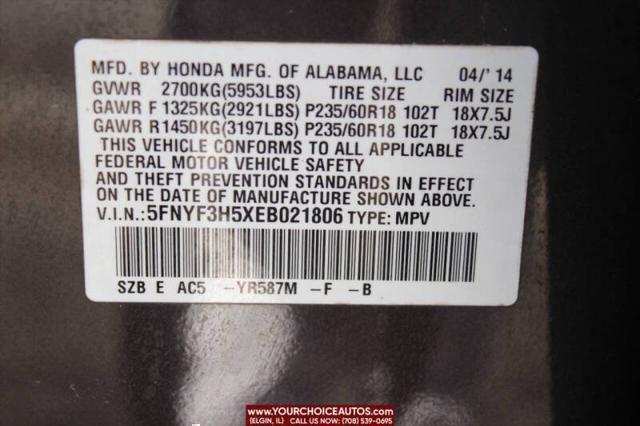 MFD. BY HONDA MFG. OF ALABAMA, LLC 04/'14
GVWR 2700KG(5953LBS) TIRE SIZE RIM SIZE
GAWR F 1325KG(2921LBS) P235/60R18 102T 18X7.5J
GAWR R1450KG(3197LBS) P235/60R18 102T 18X7.5J
THIS VEHICLE CONFORMS TO ALL APPLICABLE
FEDERAL MOTOR VEHICLE SAFETY
AND THEFT PREVENTION STANDARDS IN EFFECT
ON THE DATE OF MANUFACTURE SHOWN ABOVE.
V.I.N.:5FNYF3H5XEB021806 TYPE: MPV
SZB E AC5 -YR587M -F -B
WWW.YOURCHOICEAUTOS.COM
(ELGIN, IL) CALL US TODAY (708) 539-0695